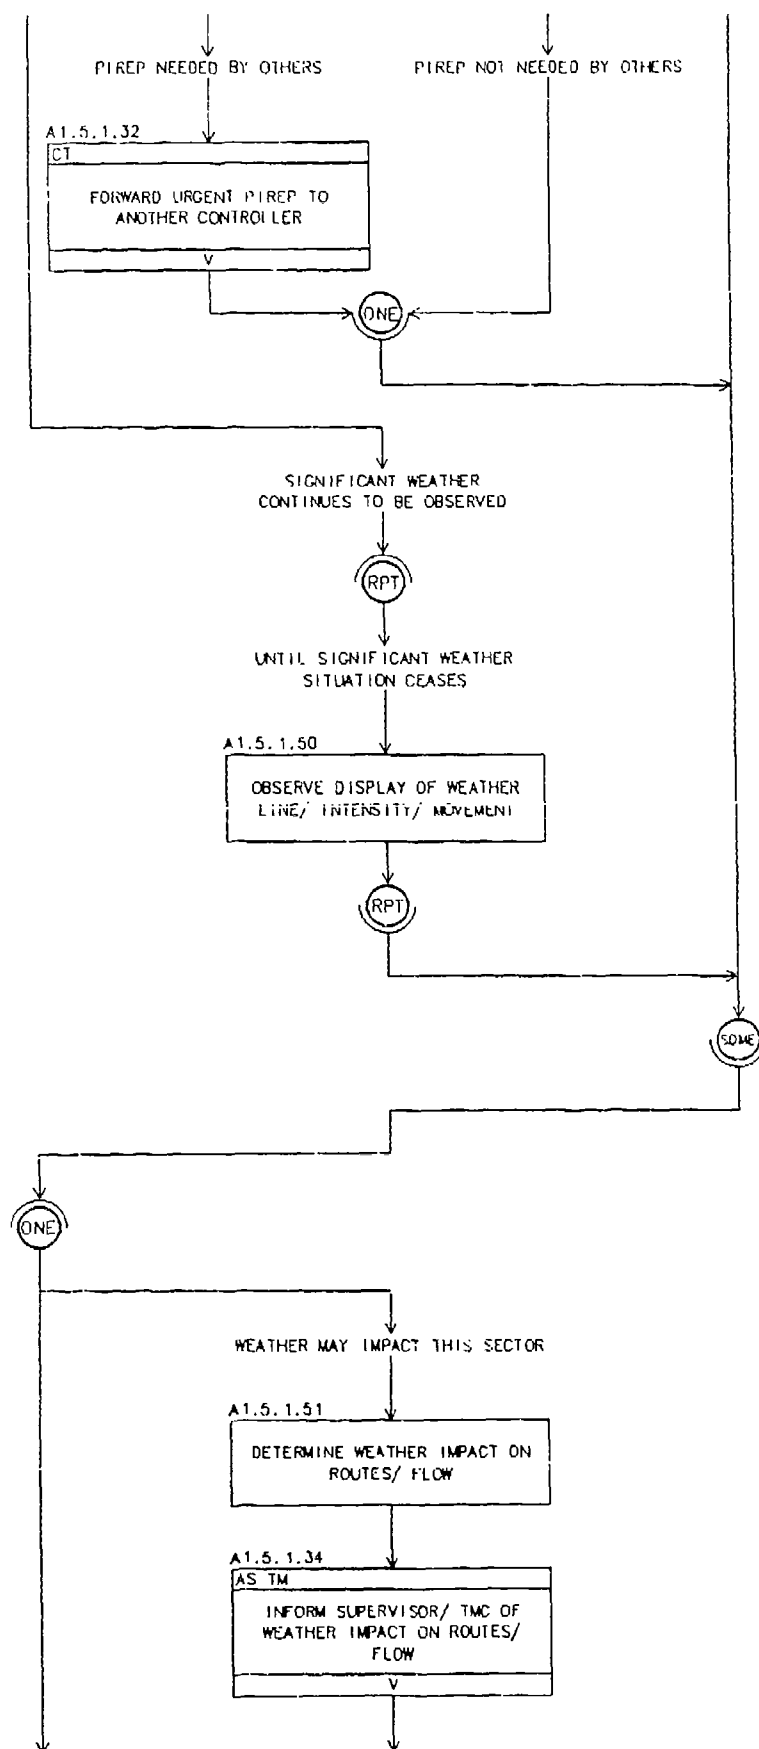 PIREP NEEDED BY OTHERS
PIREP NOT NEEDED BY OTHERS
A1.5.1.32
CT
FORWARD URGENT PIREP TO
ANOTHER CONTROLLER
V
ONE
SIGNIFICANT WEATHER
CONTINUES TO BE OBSERVED
RPT
UNTIL SIGNIFICANT WEATHER
SITUATION CEASES
A1.5.1.50
OBSERVE DISPLAY OF WEATHER
LINE/ INTENSITY/ MOVEMENT
RPT
SOME
ONE
WEATHER MAY IMPACT THIS SECTOR
A1.5.1.51
DETERMINE WEATHER IMPACT ON
ROUTES/ FLOW
A1.5.1.34
AS TM
INFORM SUPERVISOR/ TMC OF
WEATHER IMPACT ON ROUTES/
FLOW
V